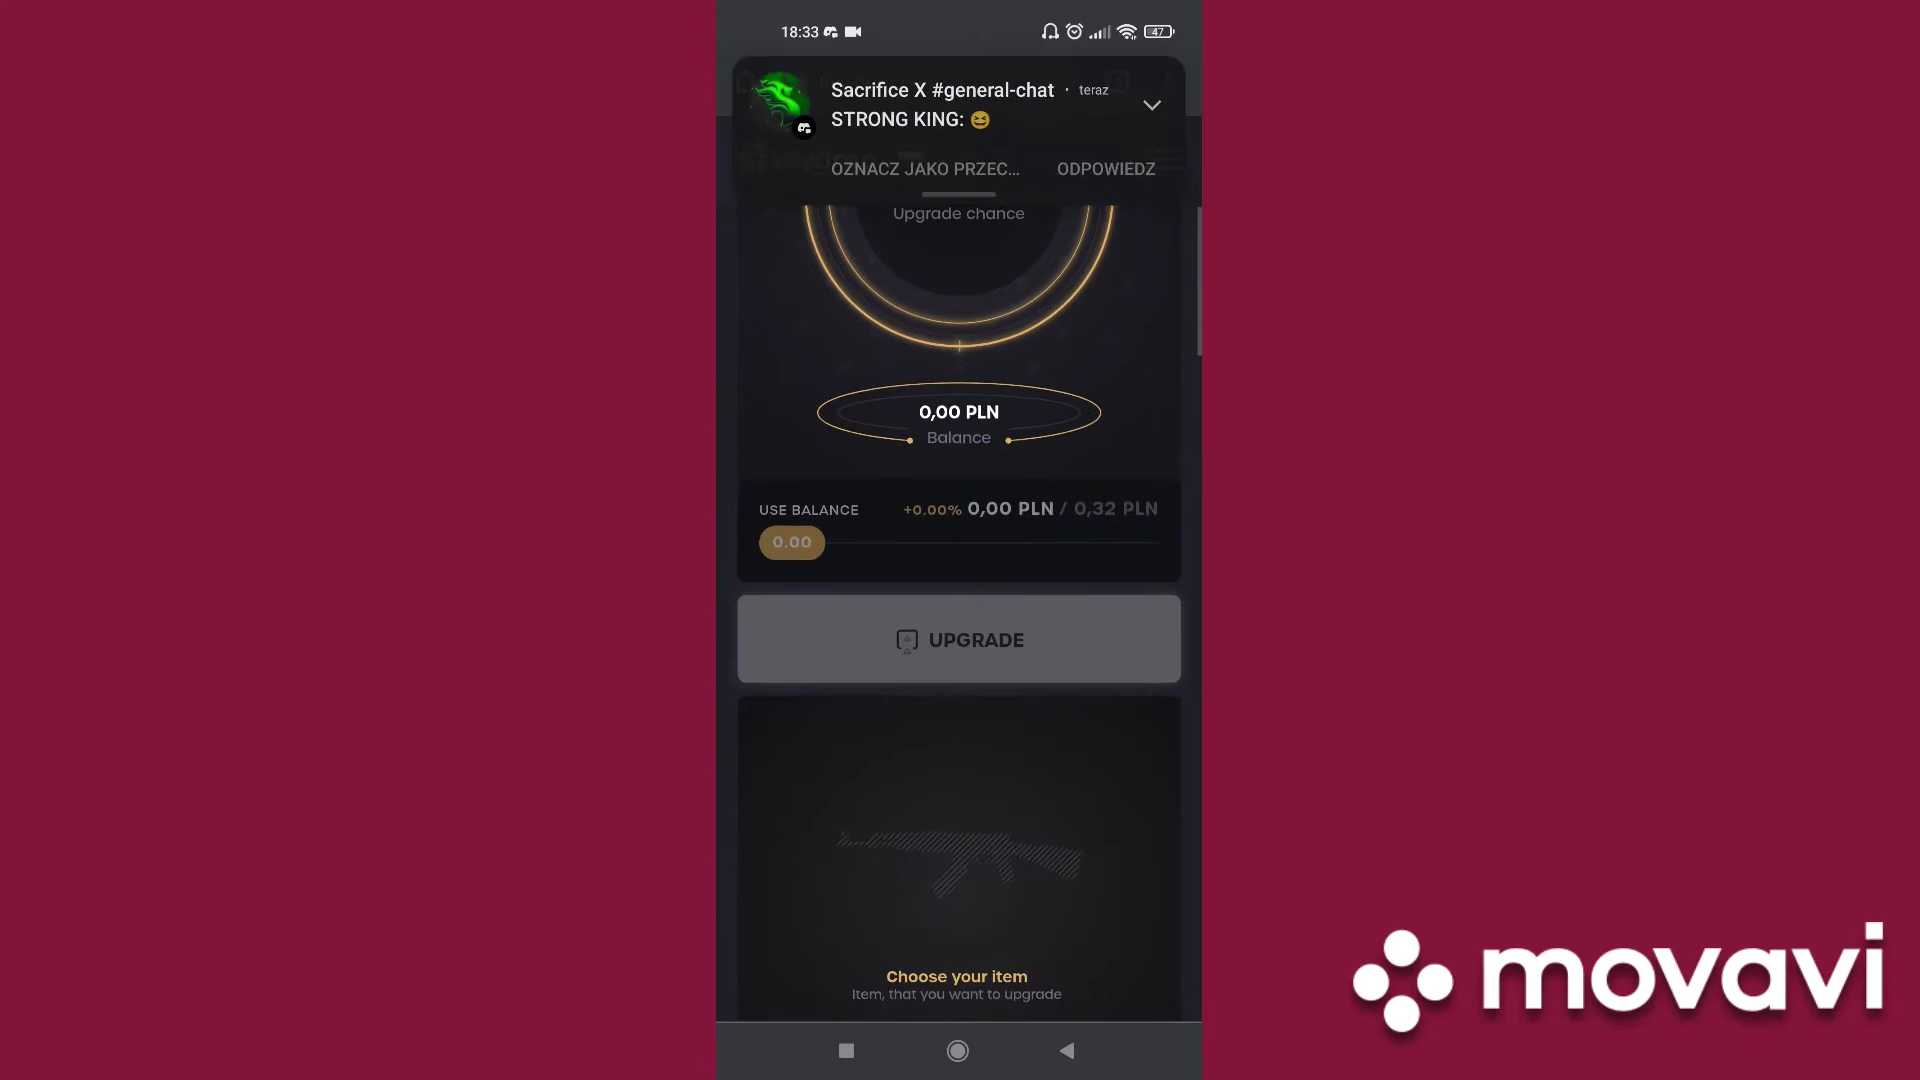 18:33
47
Sacrifice X #general-chat · teraz
STRONG KING: 😆
OZNACZ JAKO PRZEC... ODPOWIEDZ
Upgrade chance
0,00 PLN
Balance
USE BALANCE +0.00% 0,00 PLN / 0,32 PLN
0.00
UPGRADE
Choose your item
Item, that you want to upgrade
movavi